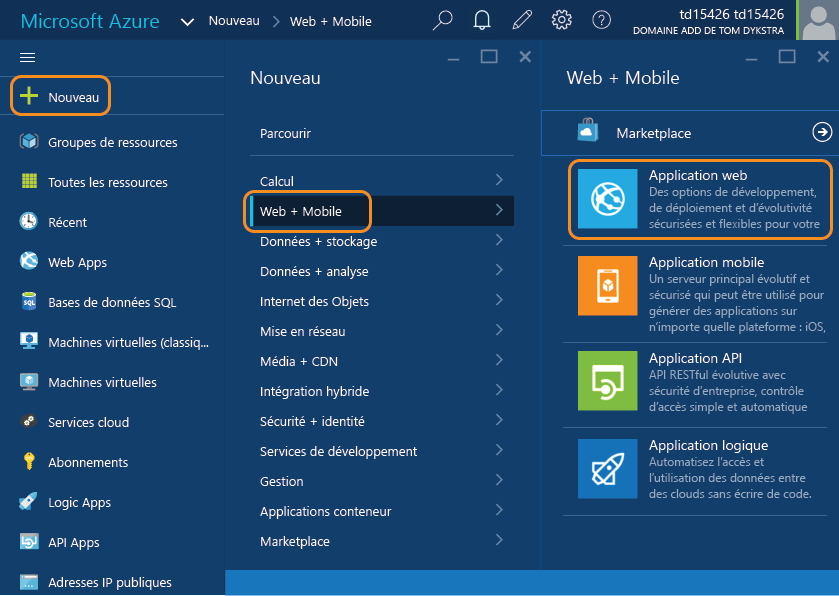 Microsoft Azure
Nouveau
Web + Mobile
td15426 td15426
DOMAINE ADD DE TOM DYKSTRA
Nouveau
Groupes de ressources
Toutes les ressources
Récent
Web Apps
Bases de données SQL
Machines virtuelles (classiq...
Machines virtuelles
Services cloud
Abonnements
Logic Apps
API Apps
Adresses IP publiques
Nouveau
Parcourir
Calcul
Web + Mobile
Données + stockage
Données + analyse
Internet des Objets
Mise en réseau
Média + CDN
Intégration hybride
Sécurité + identité
Services de développement
Gestion
Applications conteneur
Marketplace
Web + Mobile
Marketplace
Application web
Des options de développement,
de déploiement et d'évolutivité
sécurisées et flexibles pour votre
Application mobile
Un serveur principal évolutif et
sécurisé qui peut être utilisé pour
générer des applications sur
n'importe quelle plateforme : iOS,
Application API
API RESTful évolutive avec
sécurité d'entreprise, contrôle
d'accès simple et automatique
Application logique
Automatisez l'accès et
l'utilisation des données entre
des clouds sans écrire de code.